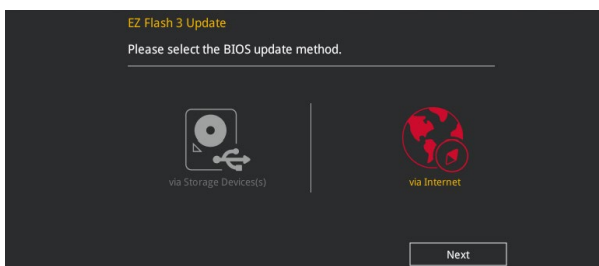 EZ Flash 3 Update
Please select the BIOS update method.
via Storage Devices(s)
via Internet
Next